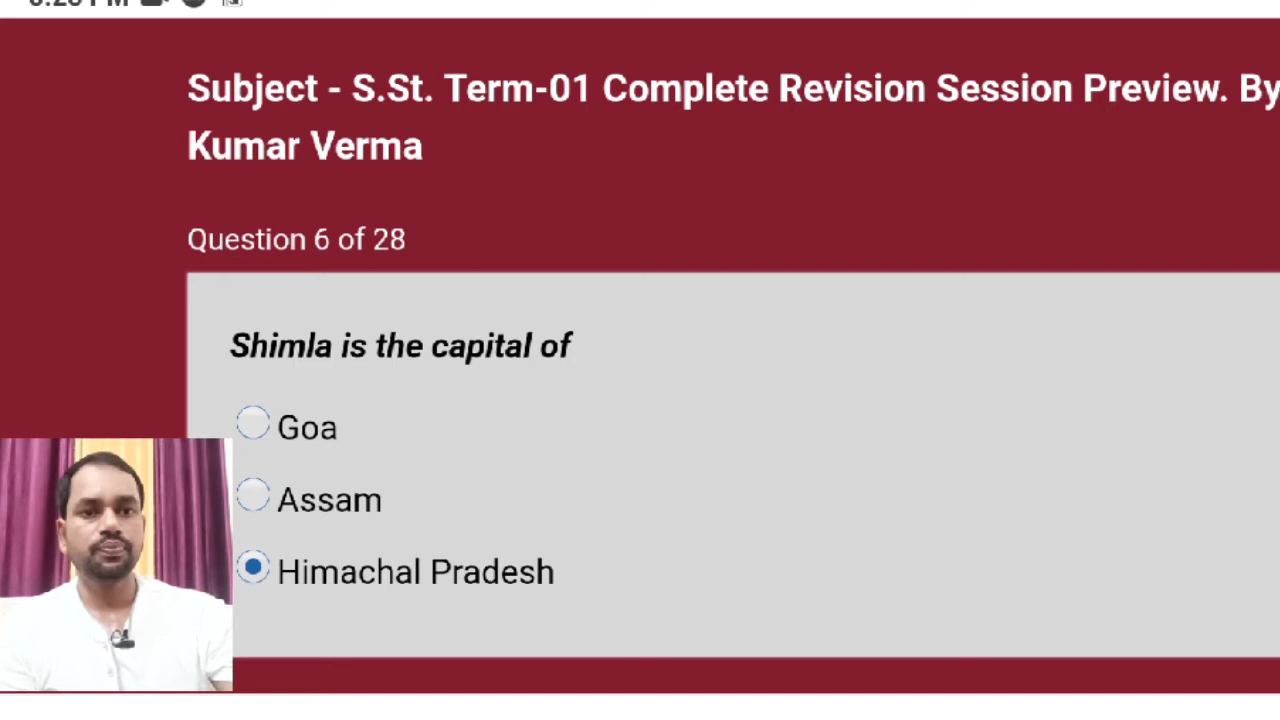 Subject - S.St. Term-01 Complete Revision Session Preview. By
Kumar Verma
Question 6 of 28
Shimla is the capital of
Goa
Assam
Himachal Pradesh